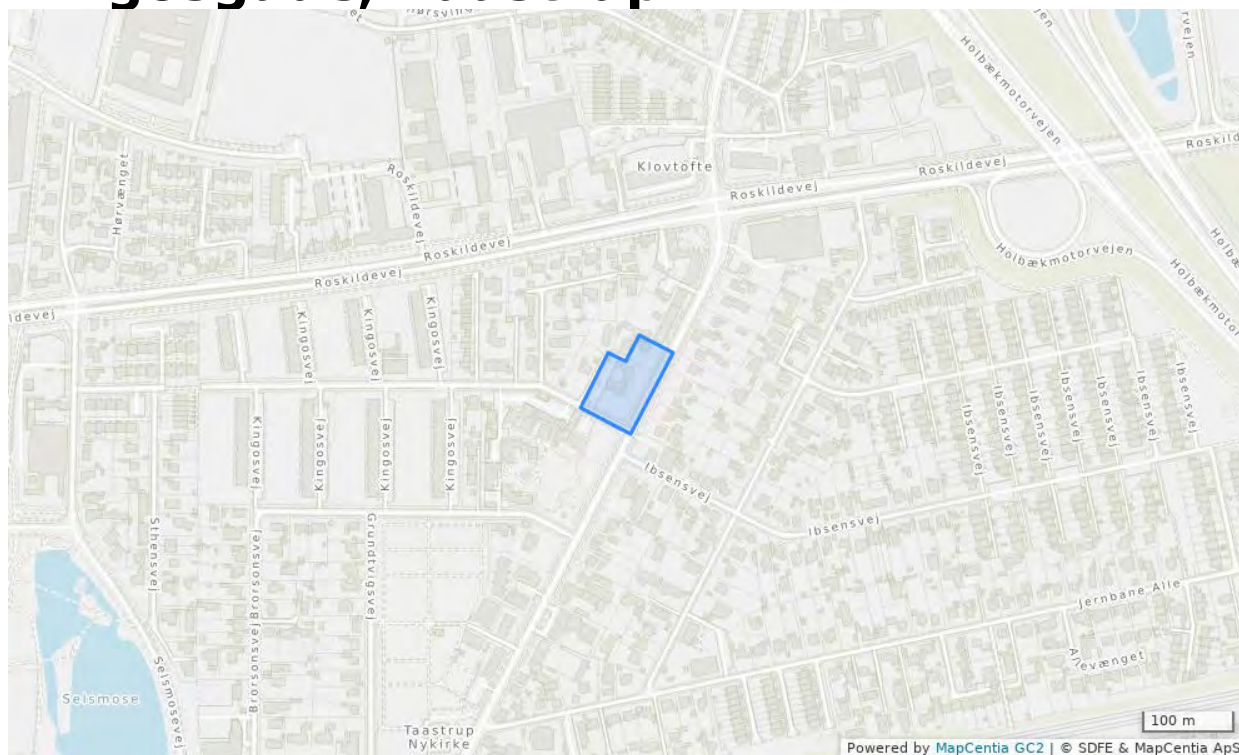 Klovtofte
Holbækmotorvejen
Hørvænget
Roskildevej
Roskildevej
Roskildevej
Roskildevej
Roskildevej
Holbækmotorvejen
Kingosvej
Kingosvej
Kingosvej
Kingosvej
Kingosvej
Kingosvej
Kingosvej
Ibsensvej
Ibsensvej
Ibsensvej
Ibsensvej
Ibsensvej
Ibsensvej
Ibsensvej
Ibsensvej
Sthensvej
Brorsonsvej
Brorsonsvej
Grundtvigsvej
Jernbane Alle
Allevænget
Selsmose
Selsmosevej
Taastrup
Nykirke
100 m
Powered by MapCentia GC2 | © SDFE & MapCentia ApS